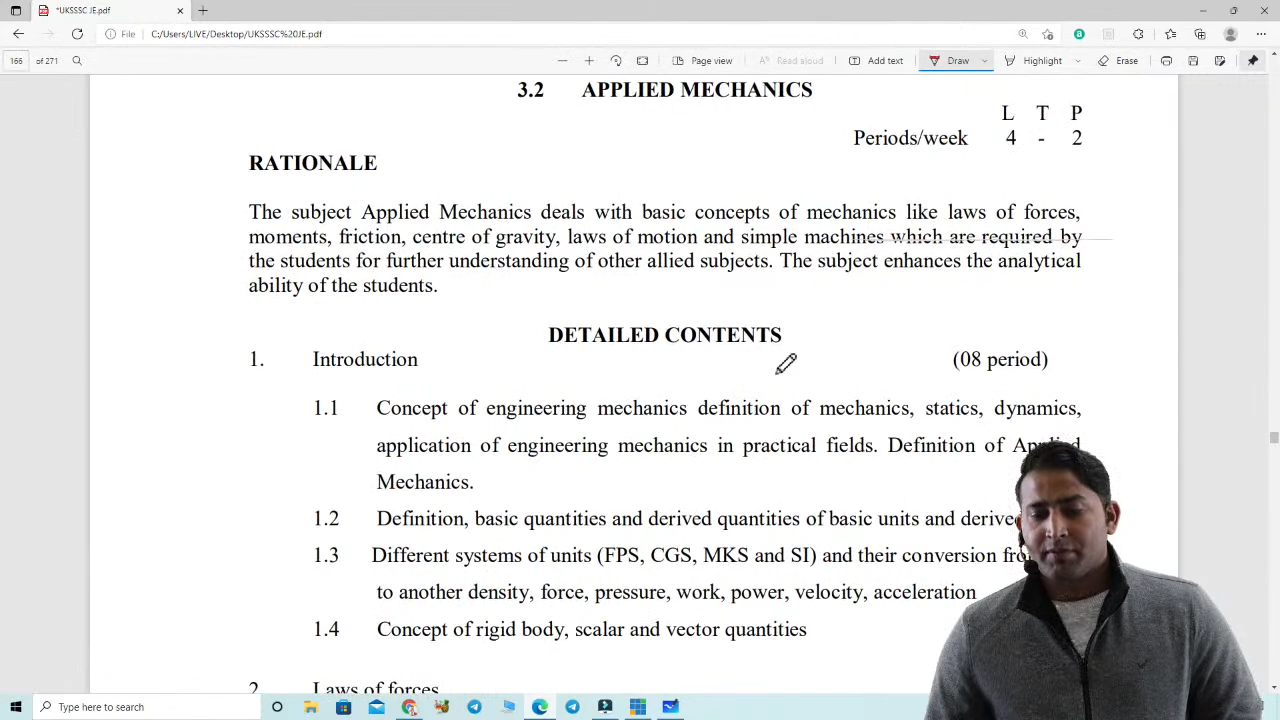 *UKSSSC JE.pdf
File C:/Users/LIVE/Desktop/UKSSSC%20JE.pdf
166 of 271 Page view Read aloud Add text Draw Highlight Erase
3.2 APPLIED MECHANICS
L T P
Periods/week 4 - 2
RATIONALE
The subject Applied Mechanics deals with basic concepts of mechanics like laws of forces,
moments, friction, centre of gravity, laws of motion and simple machines which are required by
the students for further understanding of other allied subjects. The subject enhances the analytical
ability of the students.
DETAILED CONTENTS
1. Introduction (08 period)
1.1 Concept of engineering mechanics definition of mechanics, statics, dynamics,
application of engineering mechanics in practical fields. Definition of Applied
Mechanics.
1.2 Definition, basic quantities and derived quantities of basic units and derive
1.3 Different systems of units (FPS, CGS, MKS and SI) and their conversion
to another density, force, pressure, work, power, velocity, acceleration
1.4 Concept of rigid body, scalar and vector quantities
2. Laws of forces
Type here to search